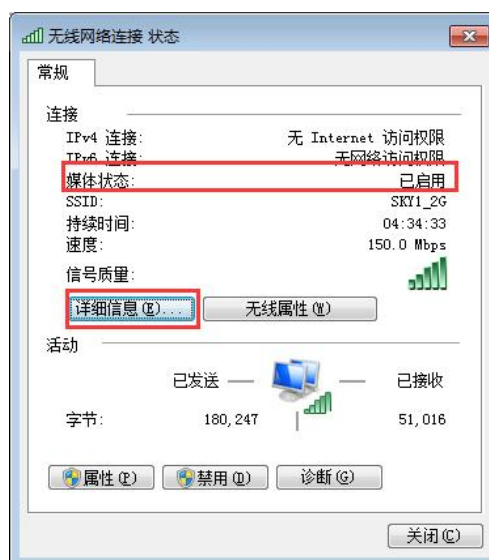 无线网络连接 状态
常规
连接
IPv4 连接: 无 Internet 访问权限
IPv6 连接: 无网络访问权限
媒体状态: 已启用
SSID: SKY1_2G
持续时间: 04:34:33
速度: 150.0 Mbps
信号质量:
详细信息(E)... 无线属性(W)
活动
已发送 — — 已接收
字节: 180,247 51,016
属性(P) 禁用(D) 诊断(G)
关闭(C)